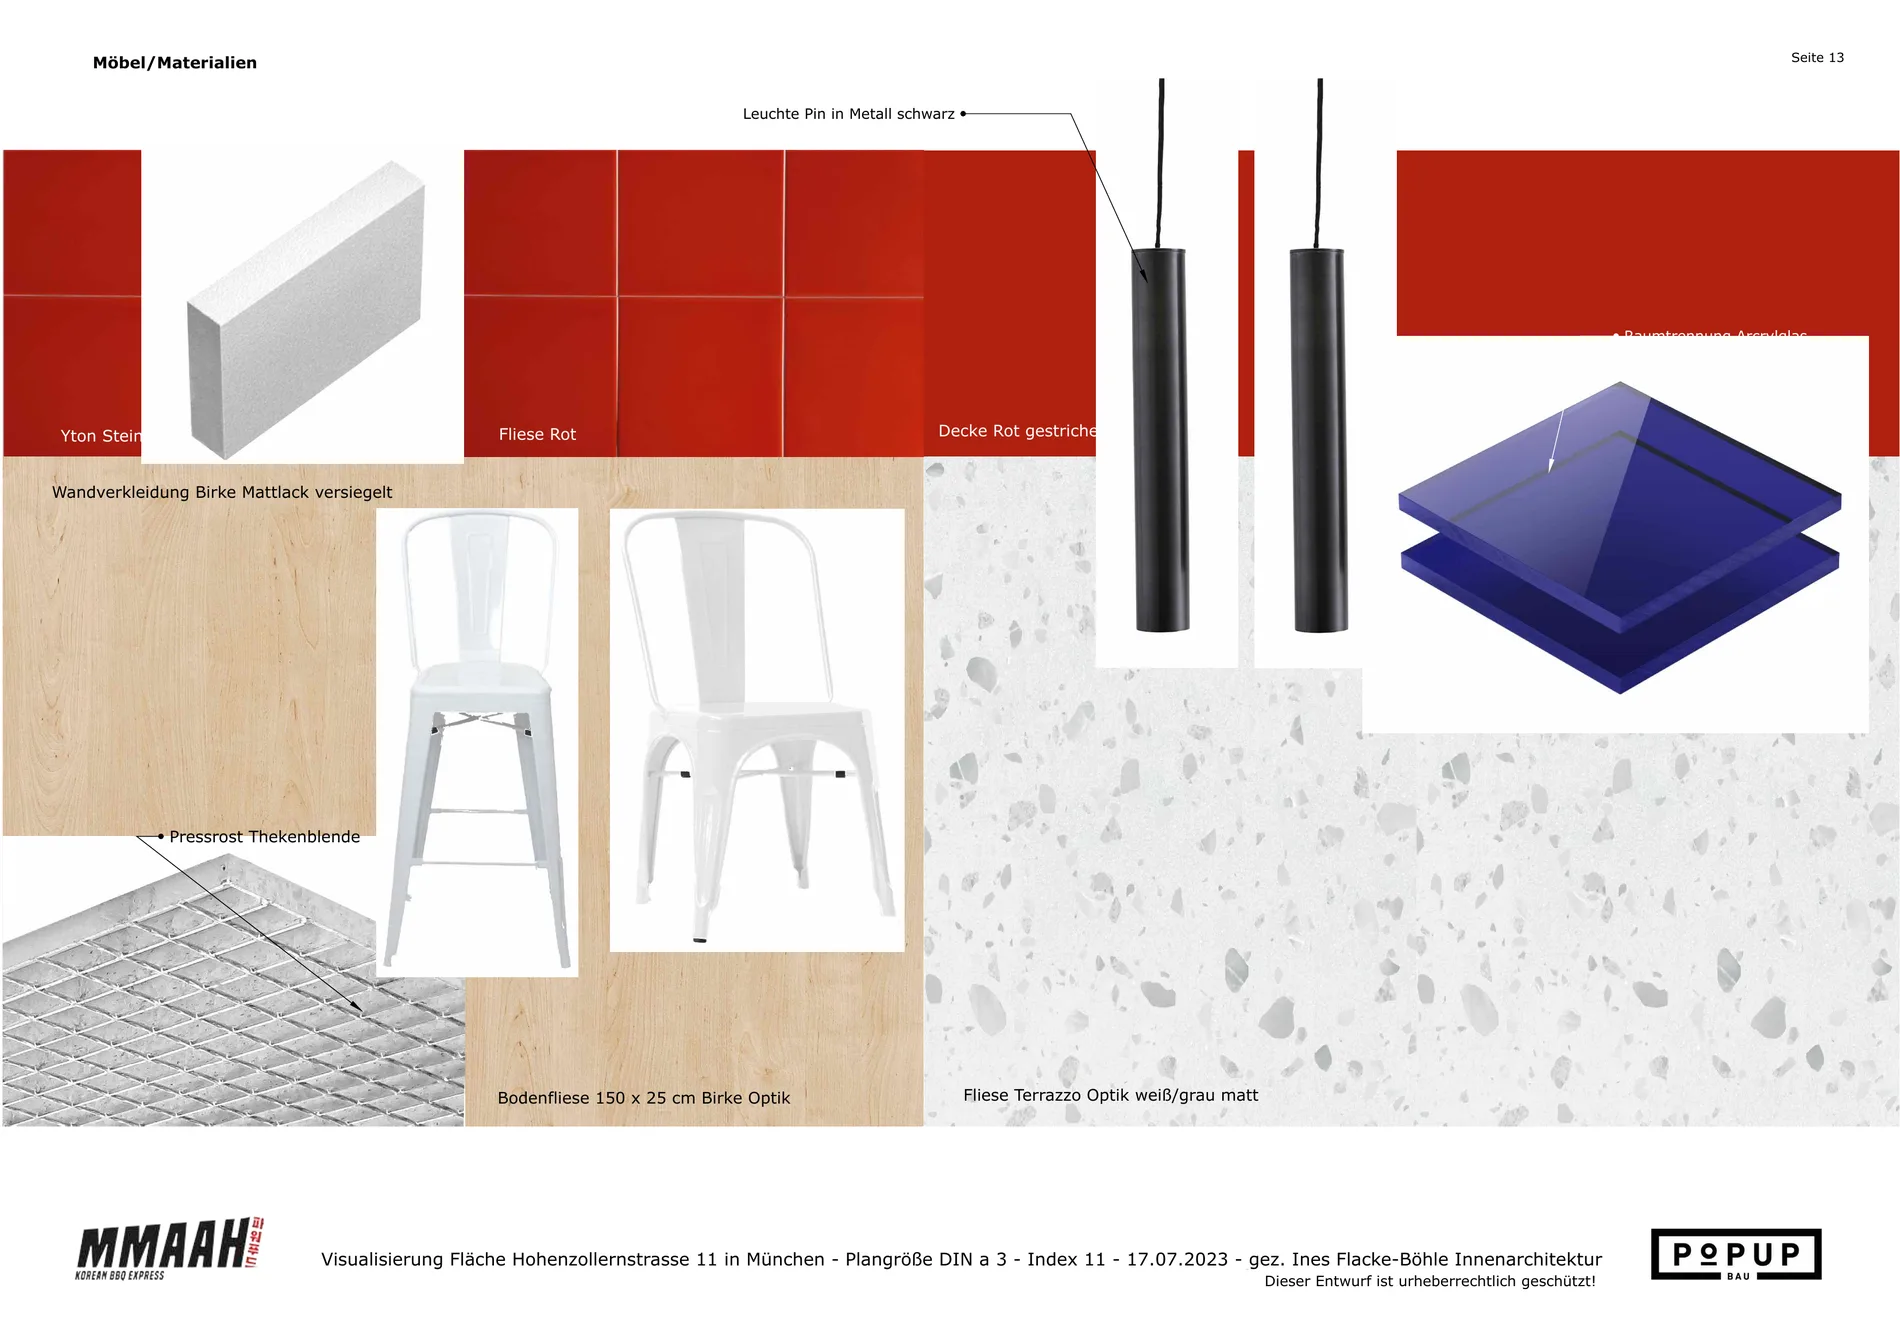 Möbel/Materialien
Seite 13
Leuchte Pin in Metall schwarz
Raumtrennung Arcrylglas
Yton Stein
Fliese Rot
Decke Rot gestriche
Wandverkleidung Birke Mattlack versiegelt
Pressrost Thekenblende
Bodenfliese 150 x 25 cm Birke Optik
Fliese Terrazzo Optik weiß/grau matt
MMAAH
KOREAN BBQ EXPRESS
Visualisierung Fläche Hohenzollernstrasse 11 in München - Plangröße DIN a 3 - Index 11 - 17.07.2023 - gez. Ines Flacke-Böhle Innenarchitektur
Dieser Entwurf ist urheberrechtlich geschützt!
POPUP
BAU